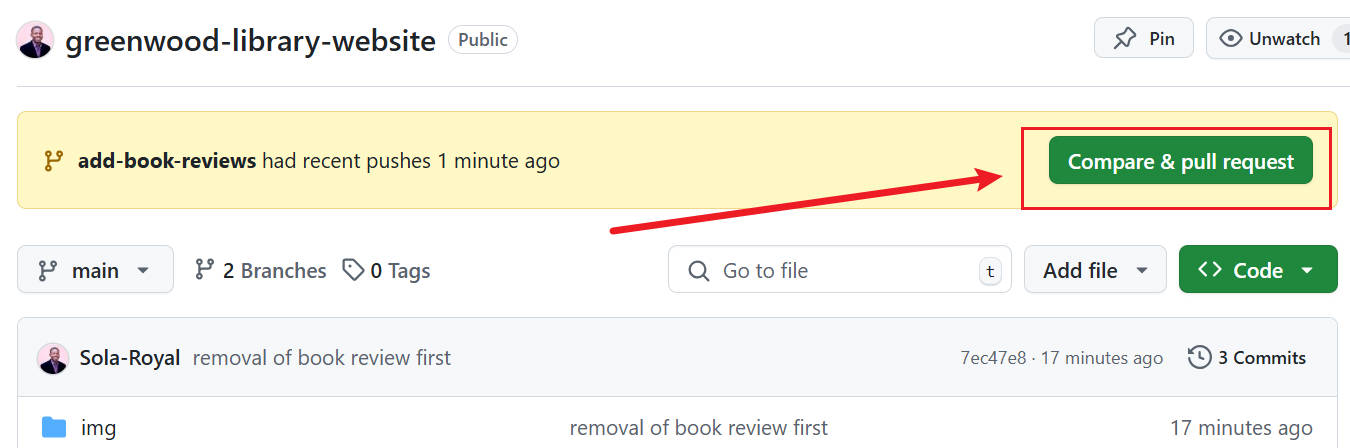 greenwood-library-website Public Pin Unwatch 1
add-book-reviews had recent pushes 1 minute ago Compare & pull request
main 2 Branches 0 Tags Go to file t Add file Code
Sola-Royal removal of book review first 7ec47e8 · 17 minutes ago 3 Commits
img removal of book review first 17 minutes ago